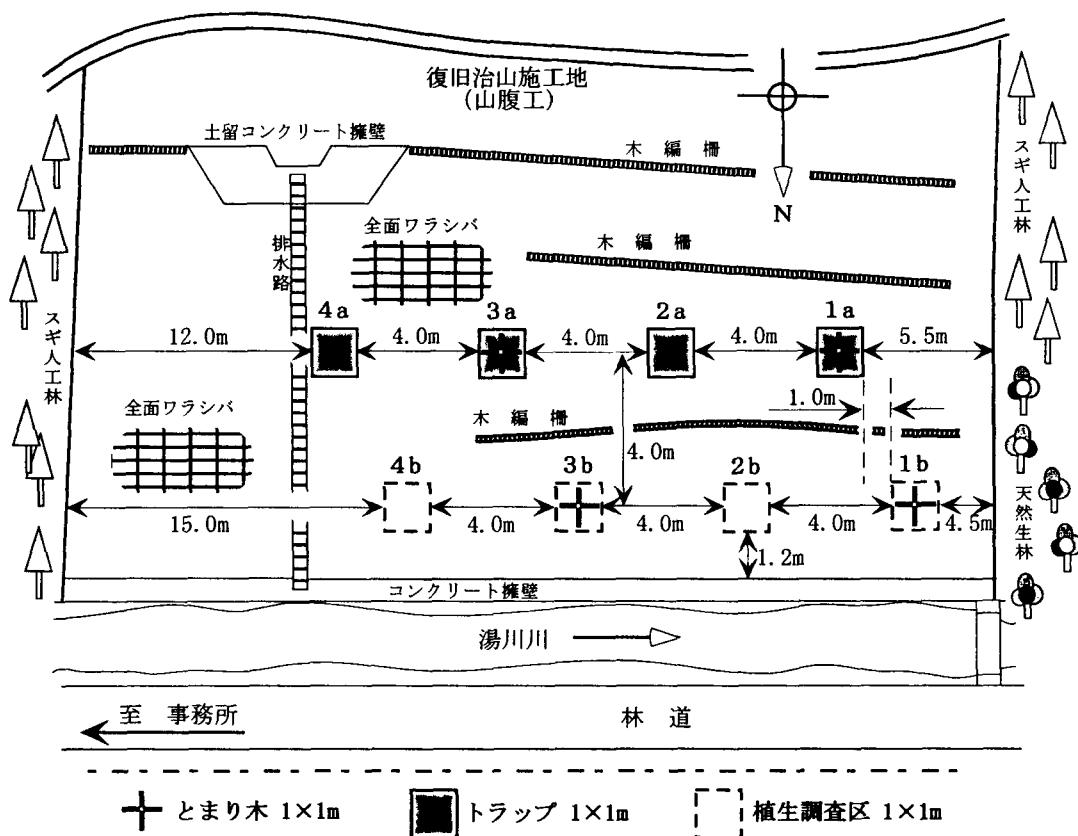 復旧治山施工地
(山腹工)
土留コンクリート擁壁
木編柵
N
スギ人工林
全面ワラシバ
木編柵
排水路
4a
3a
2a
1a
スギ人工林
12.0m
4.0m
4.0m
4.0m
5.5m
全面ワラシバ
木編柵
1.0m
4.0m
4b
3b
2b
1b
天然生林
15.0m
4.0m
4.0m
4.0m
4.5m
1.2m
コンクリート擁壁
湯川川
至 事務所
林道
とまり木 1×1m
トラップ 1×1m
植生調査区 1×1m